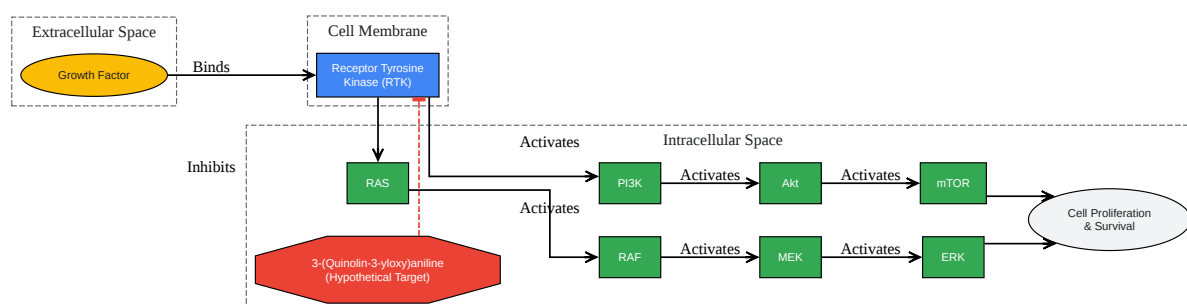 Extracellular Space
Cell Membrane
Growth Factor
Binds
Receptor Tyrosine
Kinase (RTK)
Inhibits
Intracellular Space
Activates
RAS
PI3K
Activates
Akt
Activates
mTOR
Activates
Cell Proliferation
& Survival
3-(Quinolin-3-yloxy)aniline
(Hypothetical Target)
RAF
Activates
MEK
Activates
ERK